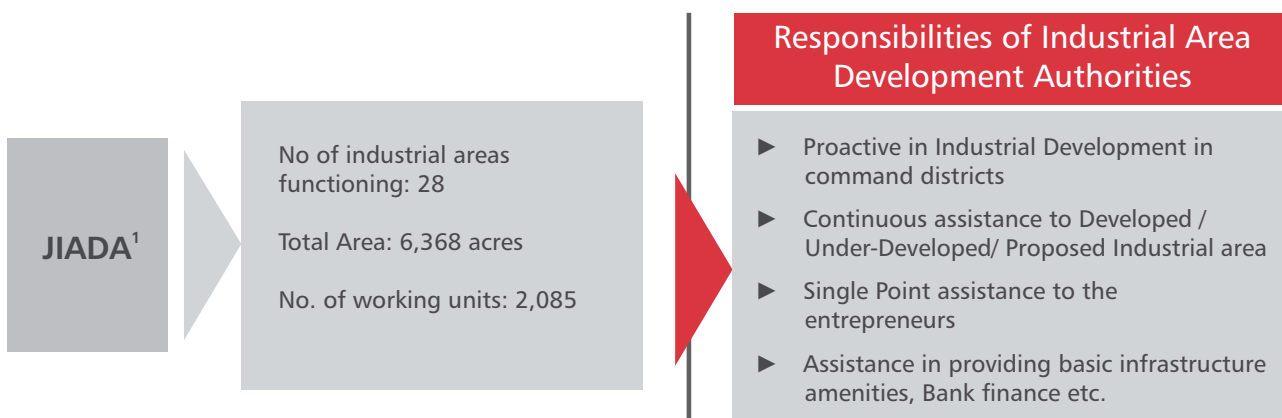 JIADA¹
No of industrial areas
functioning: 28
Total Area: 6,368 acres
No. of working units: 2,085
Responsibilities of Industrial Area
Development Authorities
► Proactive in Industrial Development in
command districts
► Continuous assistance to Developed /
Under-Developed/ Proposed Industrial area
► Single Point assistance to the
entrepreneurs
► Assistance in providing basic infrastructure
amenities, Bank finance etc.